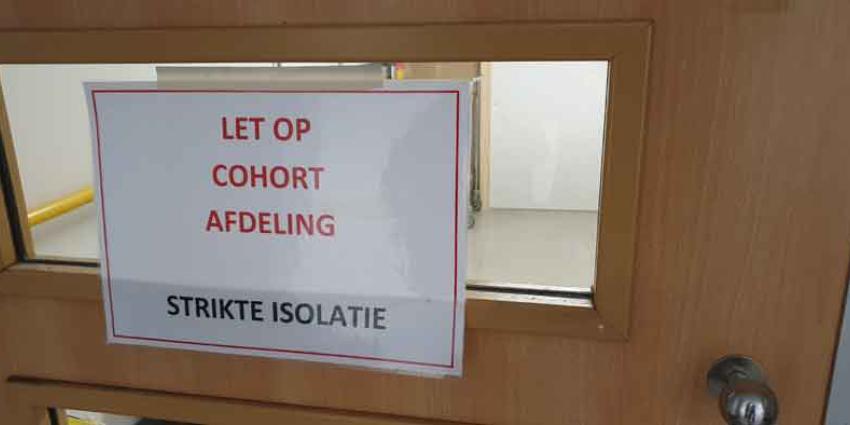 LET OP
COHORT
AFDELING
STRIKTE ISOLATIE